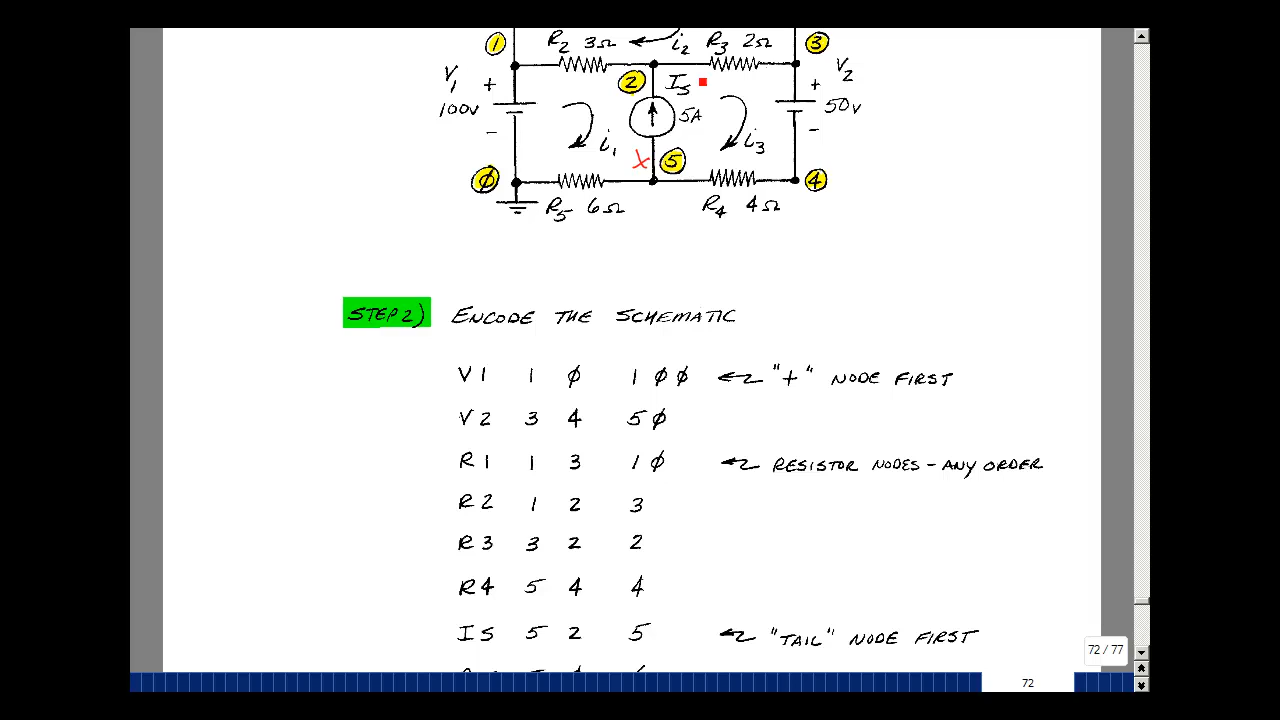 R2 3Ω i2 R3 2Ω
1 3
V1 + 2 Is + V2
100V 5A 50V
- i1 X 5 i3 -
φ 4
R5 6Ω R4 4Ω
STEP 2) ENCODE THE SCHEMATIC
V1 1 φ 1φφ ← "+" NODE FIRST
V2 3 4 5φ
R1 1 3 1φ ← RESISTOR NODES - ANY ORDER
R2 1 2 3
R3 3 2 2
R4 5 4 4
IS 5 2 5 ← "TAIL" NODE FIRST
72 / 77
72